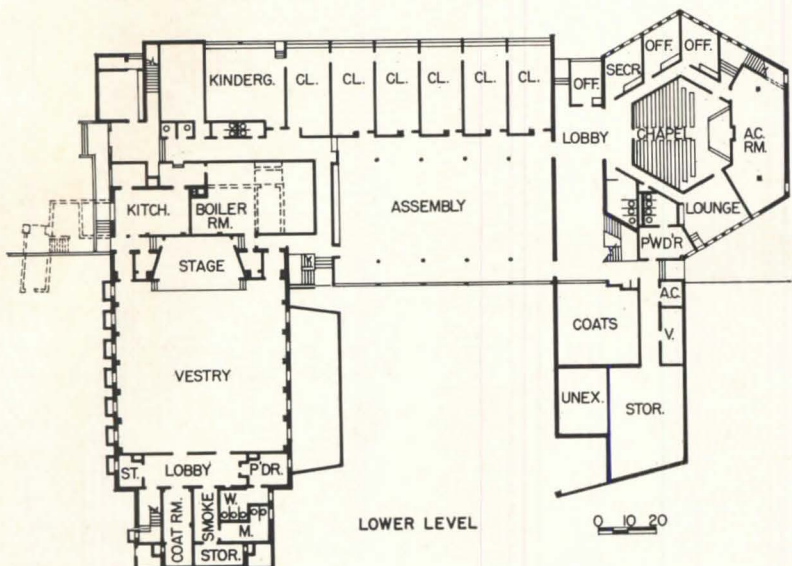 KINDERG.
CL.
CL.
CL.
CL.
CL.
CL.
OFF.
SECR.
OFF.
OFF.
LOBBY
CHAPEL
A.C.
RM.
KITCH.
BOILER
RM.
ASSEMBLY
LOUNGE
PWD'R
STAGE
A.C.
COATS
V.
VESTRY
UNEX.
STOR.
ST.
LOBBY
P'DR.
COAT RM.
SMOKE
W.
M.
STOR.
LOWER LEVEL
0 10 20